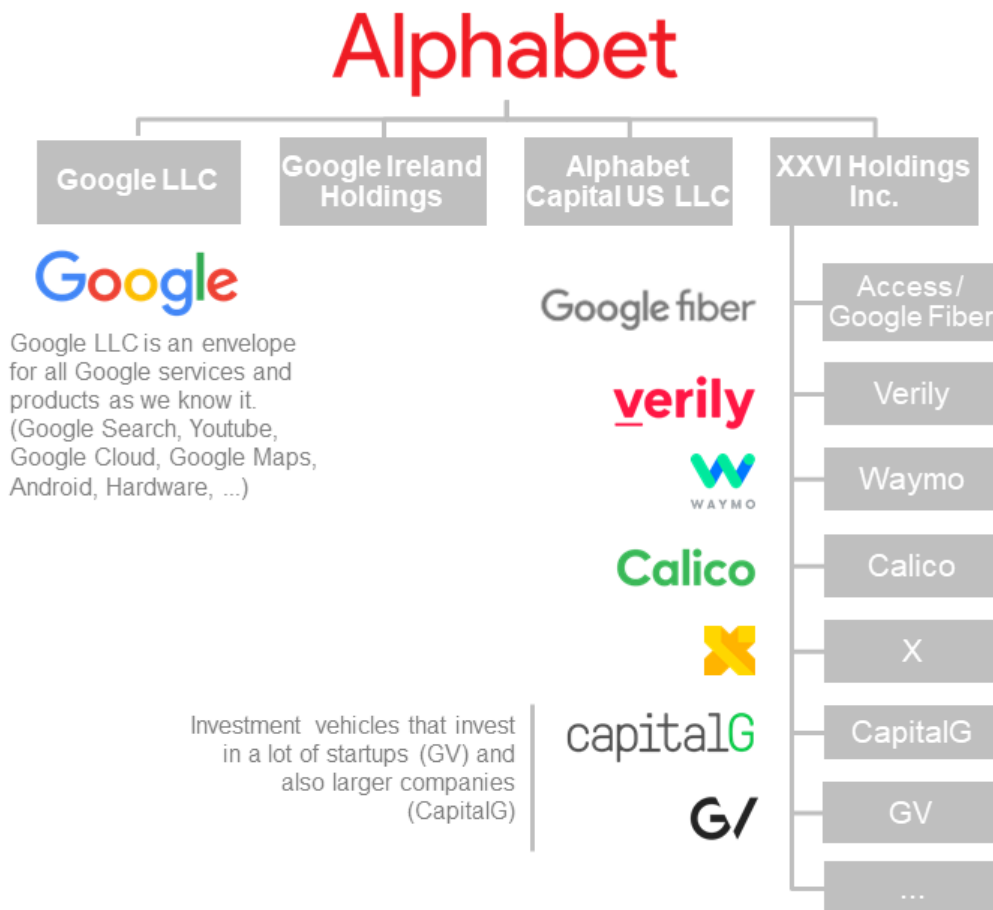 Alphabet
Google LLC
Google Ireland
Holdings
Alphabet
Capital US LLC
XXVI Holdings
Inc.
Google
Google LLC is an envelope
for all Google services and
products as we know it.
(Google Search, Youtube,
Google Cloud, Google Maps,
Android, Hardware, ...)
Google fiber
Access /
Google Fiber
verily
Verily
WAYMO
Waymo
Calico
Calico
X
Investment vehicles that invest
in a lot of startups (GV) and
also larger companies
(CapitalG)
capitalG
CapitalG
G/
GV
...